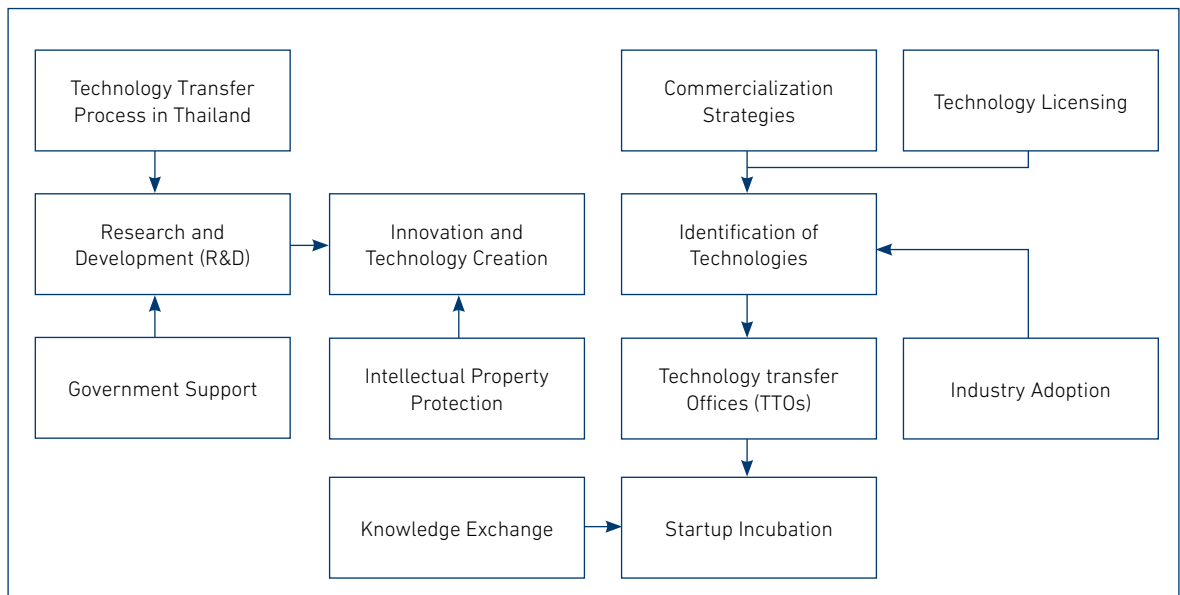 Technology Transfer
Process in Thailand
Commercialization
Strategies
Technology Licensing
Research and
Development (R&D)
Innovation and
Technology Creation
Identification of
Technologies
Government Support
Intellectual Property
Protection
Technology transfer
Offices (TTOs)
Industry Adoption
Knowledge Exchange
Startup Incubation